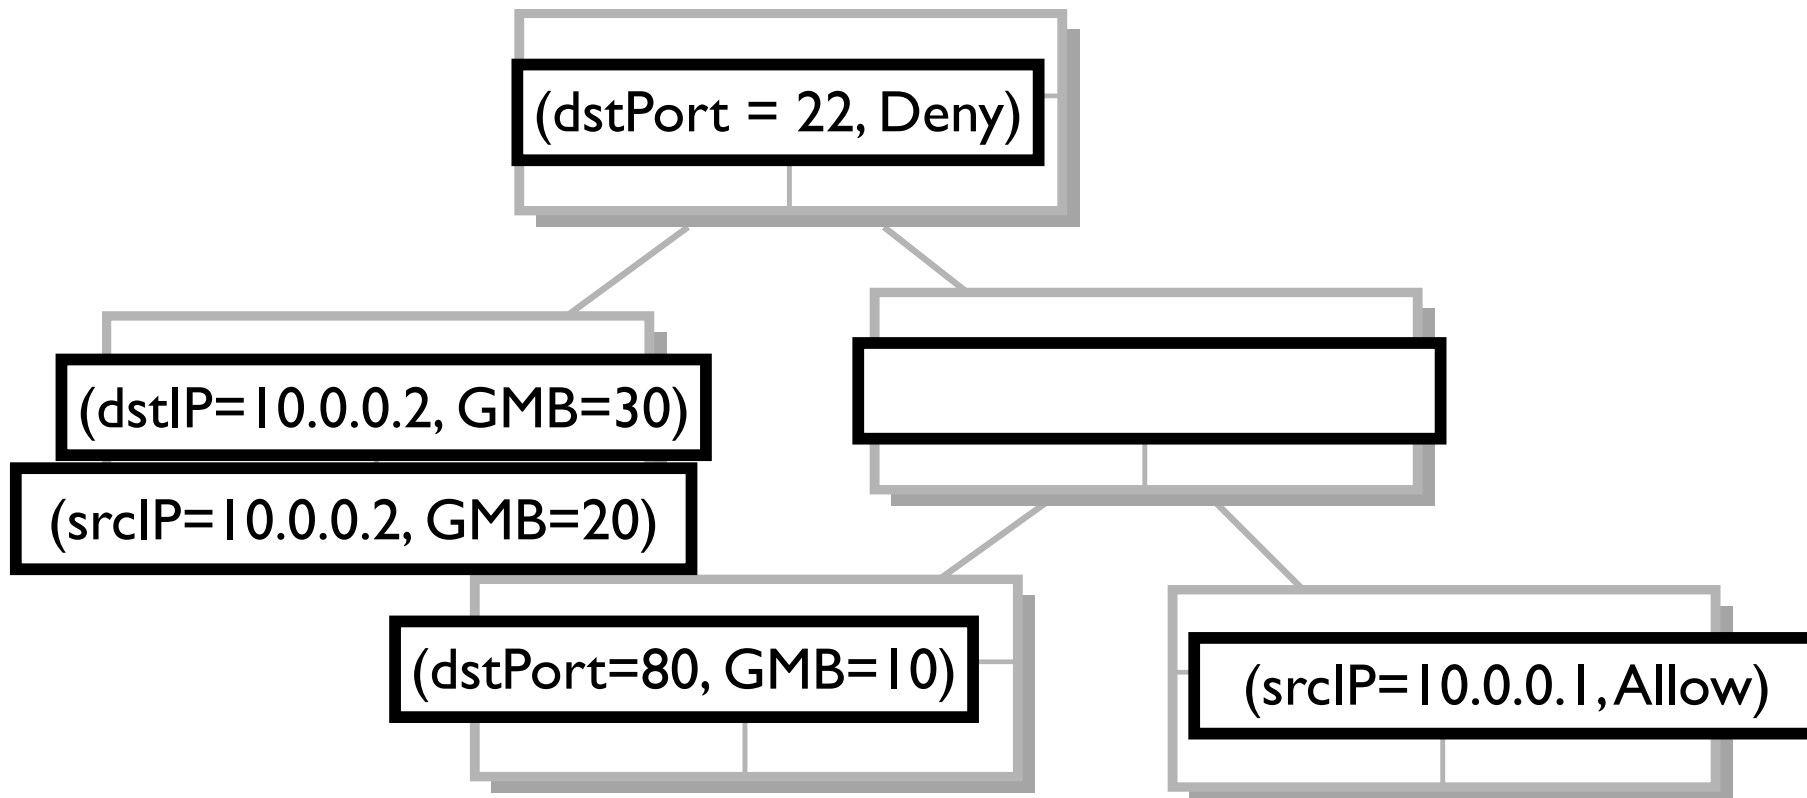 (dstPort = 22, Deny)
(dstIP=10.0.0.2, GMB=30)
(srcIP=10.0.0.2, GMB=20)
(dstPort=80, GMB=10)
(srcIP=10.0.0.1, Allow)